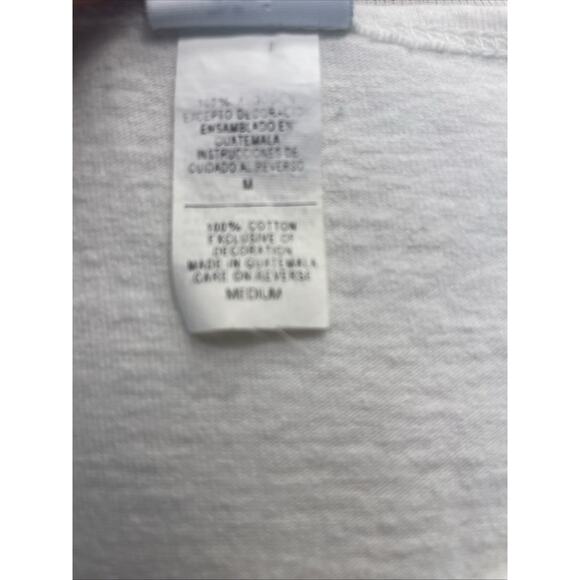 100%
EXCEPTO DECORACION
ENSAMBLADO EN
GUATEMALA
INSTRUCCIONES DE
CUIDADO AL REVERSO
M
100% COTTON
EXCLUSIVE OF
DECORATION
MADE IN GUATEMALA
CARE ON REVERSE
MEDIUM